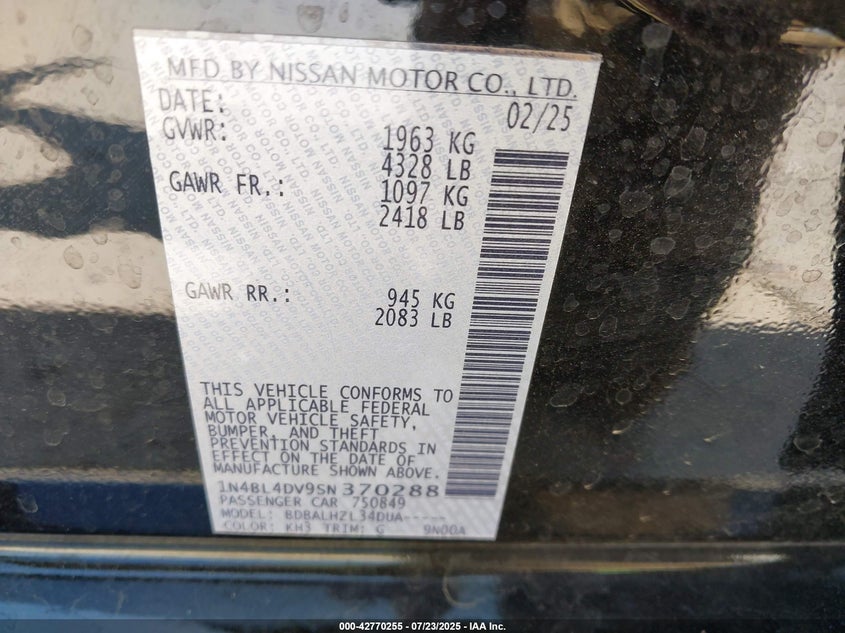 MFD BY NISSAN MOTOR CO., LTD.
DATE: 02/25
GVWR: 1963 KG
4328 LB
GAWR FR.: 1097 KG
2418 LB
GAWR RR.: 945 KG
2083 LB
THIS VEHICLE CONFORMS TO
ALL APPLICABLE FEDERAL
MOTOR VEHICLE SAFETY,
BUMPER, AND THEFT
PREVENTION STANDARDS IN
EFFECT ON THE DATE OF
MANUFACTURE SHOWN ABOVE.
1N4BL4DV9SN370288
PASSENGER CAR 750849
MODEL: BDBALHZL34DUA-----
COLOR: KH3 TRIM: G 9N00A
000-42770255 - 07/23/2025 - IAA Inc.